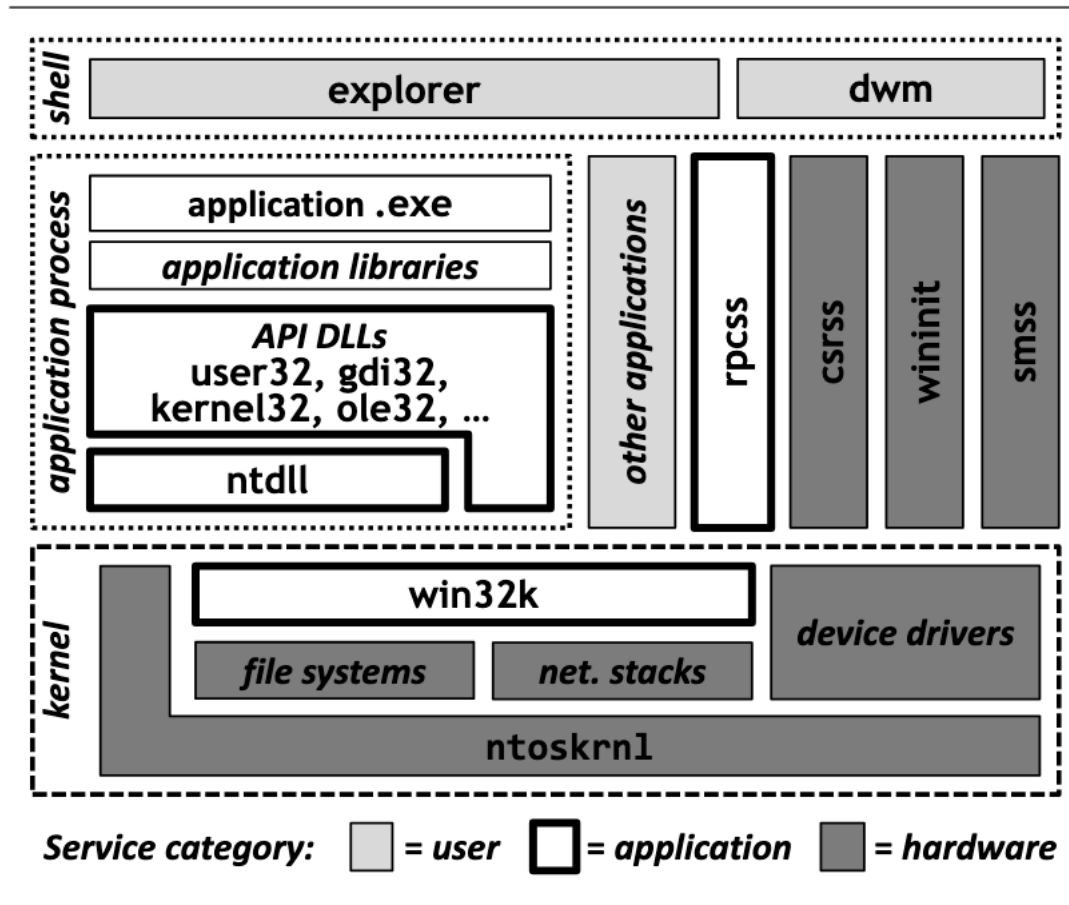 shell
explorer
dwm
application process
application .exe
application libraries
API DLLs
user32, gdi32,
kernel32, ole32, ...
ntdll
other applications
rpcss
csrss
wininit
smss
kernel
win32k
file systems
net. stacks
device drivers
ntoskrnl
Service category: = user = application = hardware